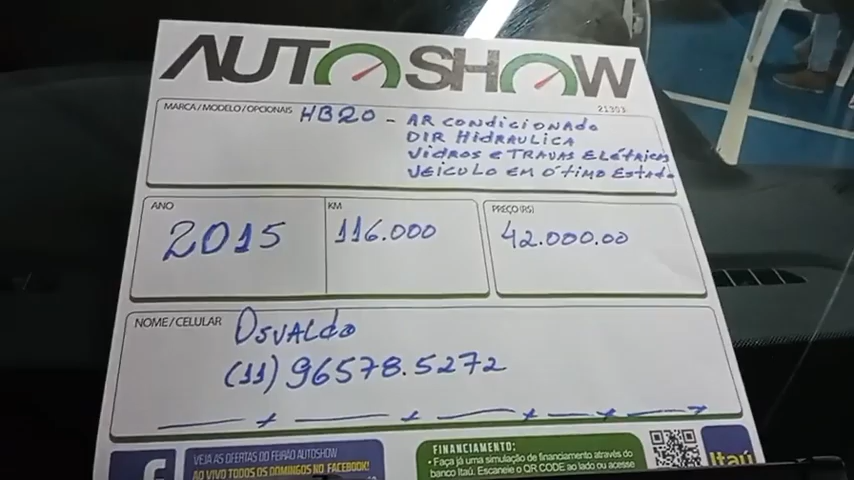 AUTOSHOW
21303
MARCA / MODELO / OPCIONAIS HB20 - AR CONDICIONADO
DIR HIDRAULICA
VIDROS E TRAVAS ELÉTRICAS
VEICULO EM ÓTIMO ESTADO
ANO
2015
KM
116.000
PREÇO (R$)
42.000.00
NOME / CELULAR OSVALDO
(11) 96578.5272
VEJA AS OFERTAS DO FEIRÃO AUTOSHOW
AO VIVO TODOS OS DOMINGOS NO FACEBOOK!
FINANCIAMENTO:
• Faça já uma simulação de financiamento através do
banco Itaú. Escaneie o QR CODE ao lado ou acesse
Itaú